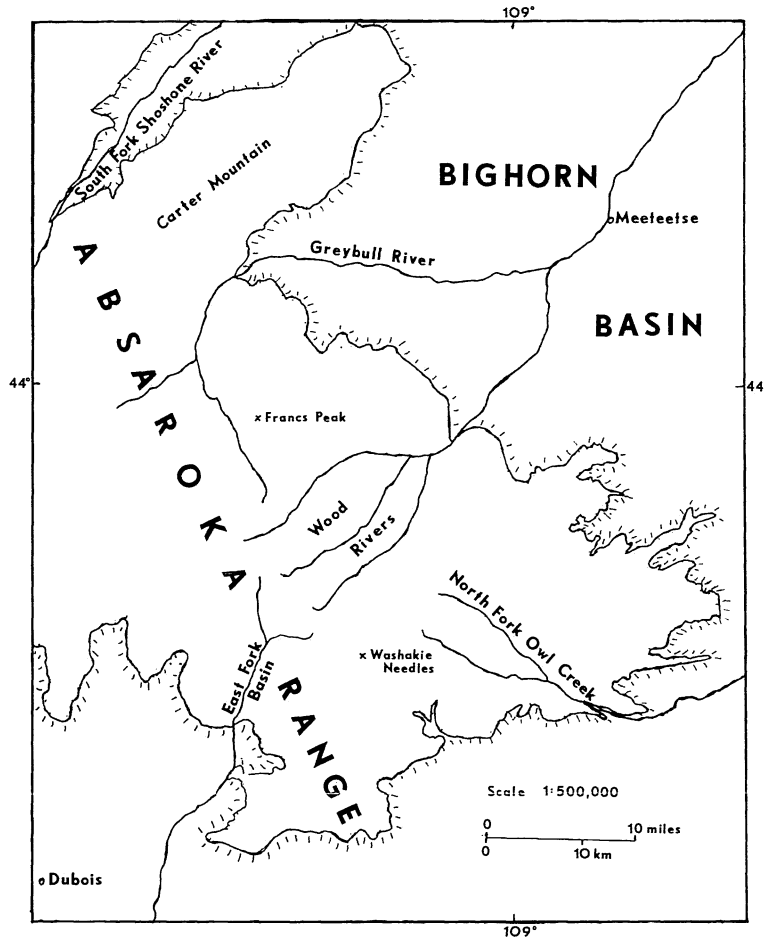 109°
South Fork Shoshone River
Carter Mountain
BIGHORN
Meeteetse
Greybull River
ABSAROKA
BASIN
44°
44
Francs Peak
Wood
Rivers
North Fork Owl Creek
Washakie
Needles
East Fork
Basin
RANGE
Scale 1:500,000
0
10 miles
0
10 km
Dubois
109°